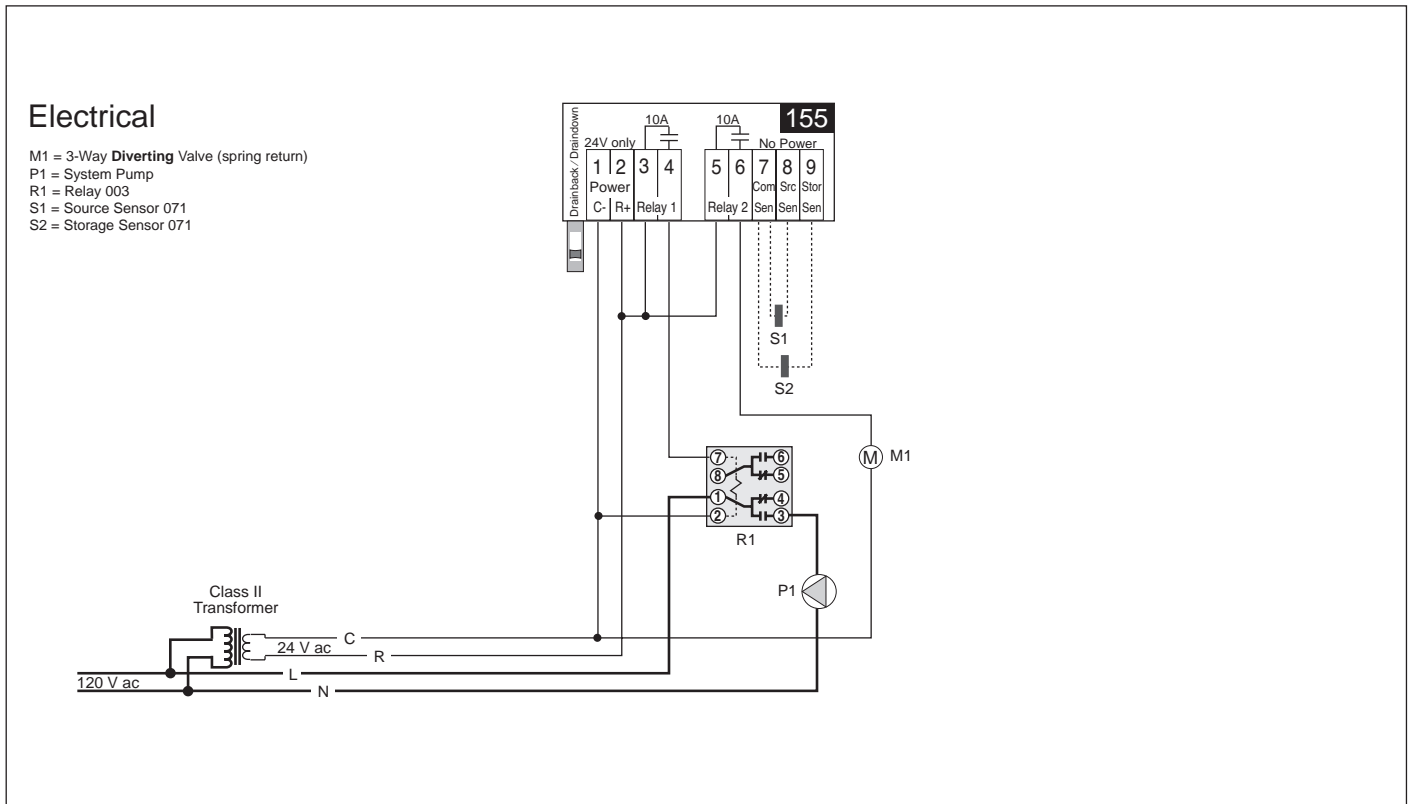 Electrical
M1 = 3-Way Diverting Valve (spring return)
P1 = System Pump
R1 = Relay 003
S1 = Source Sensor 071
S2 = Storage Sensor 071
Drainback / Draindown
155
10A
10A
24V only
No Power
1 2 3 4
5 6 7 8 9
Power
Com Src Stor
C- R+ Relay 1
Relay 2 Sen Sen Sen
S1
S2
7
6
8
5
1
4
2
3
R1
M M1
P1
Class II
Transformer
C
24 V ac
R
L
120 V ac
N